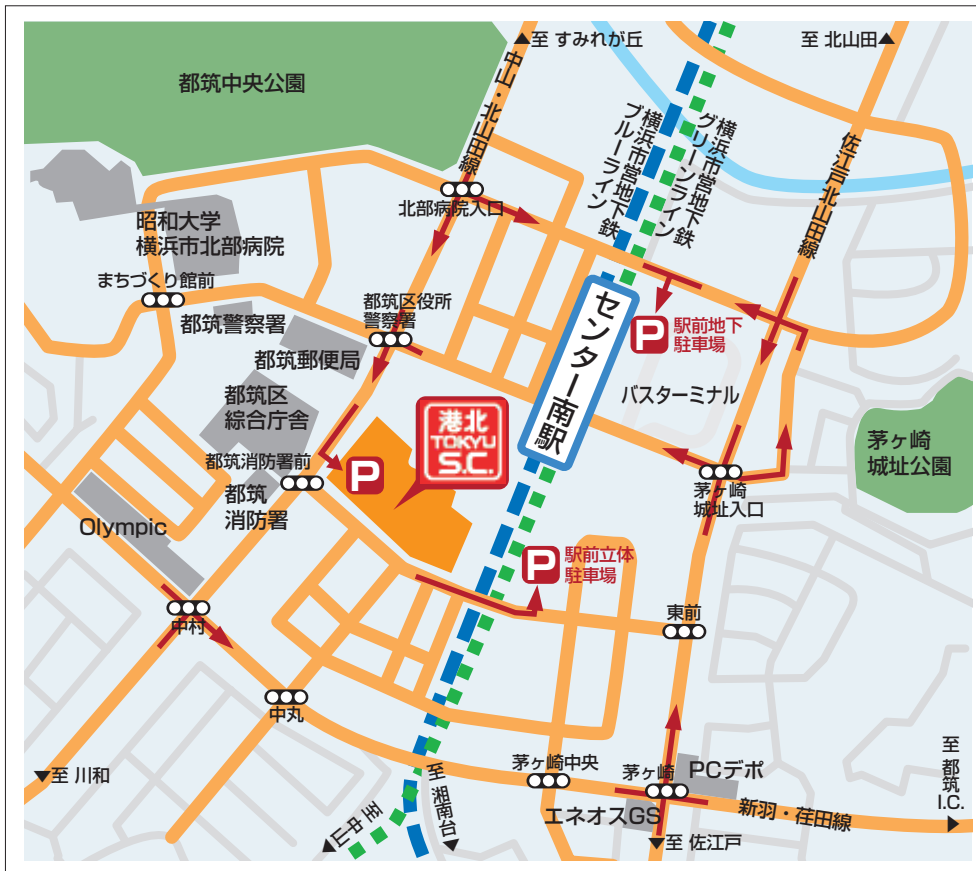 至 すみれが丘
至 北山田
都筑中央公園
中山・北山田線
横浜市営地下鉄
グリーンライン
横浜市営地下鉄
ブルーライン
佐江戸北山田線
北部病院入口
昭和大学
横浜市北部病院
まちづくり館前
都筑警察署
都筑区役所
警察署
都筑郵便局
センター南駅
P
駅前地下
駐車場
バスターミナル
都筑区
綜合庁舎
港北
TOKYU
S.C.
茅ヶ崎
城址公園
都筑消防署前
P
都筑
消防署
茅ヶ崎
城址入口
Olympic
P
駅前立体
駐車場
中村
東前
中丸
茅ヶ崎中央
茅ヶ崎
PCデポ
エネオスGS
新羽・荏田線
至 都筑I.C.
至 川和
至 中山
至 湘南台
至 佐江戸